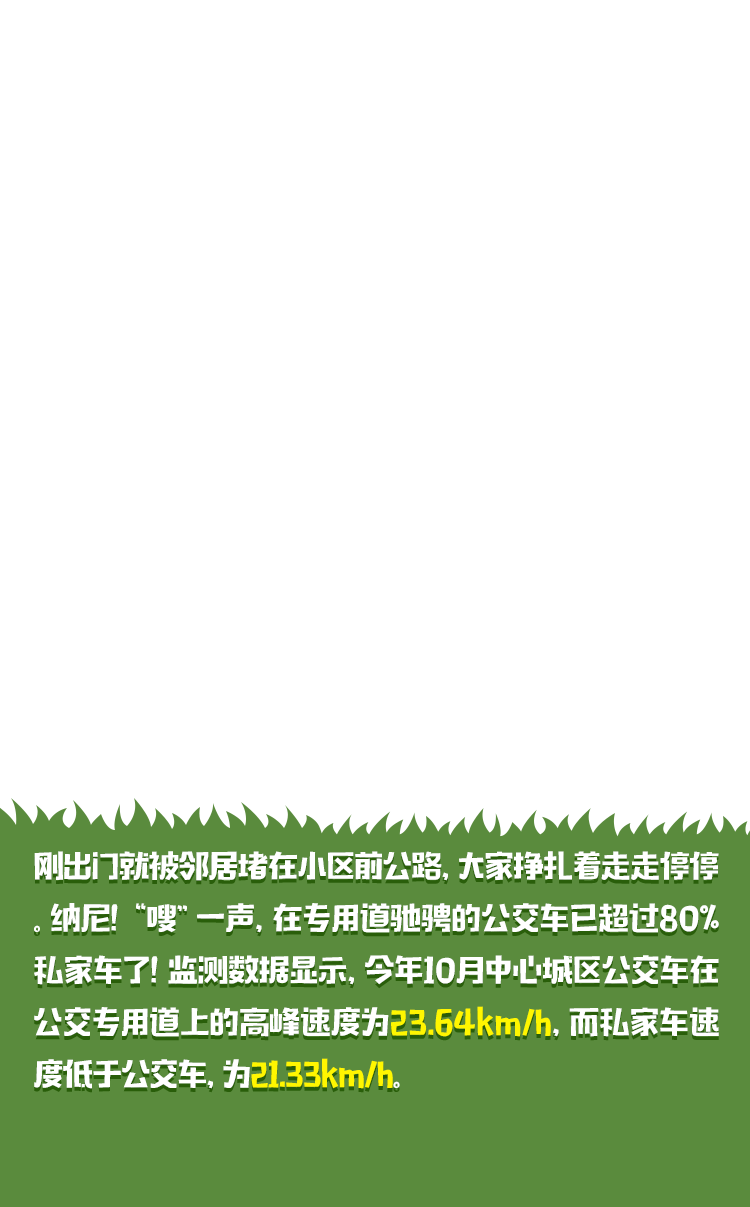 刚出门就被邻居堵在小区前公路，大家挣扎着走走停停
。纳尼！“嗖”一声，在专用道驰骋的公交车已超过80%
私家车了！监测数据显示，今年10月中心城区公交车在
公交专用道上的高峰速度为23.64km/h，而私家车速
度低于公交车，为21.33km/h。